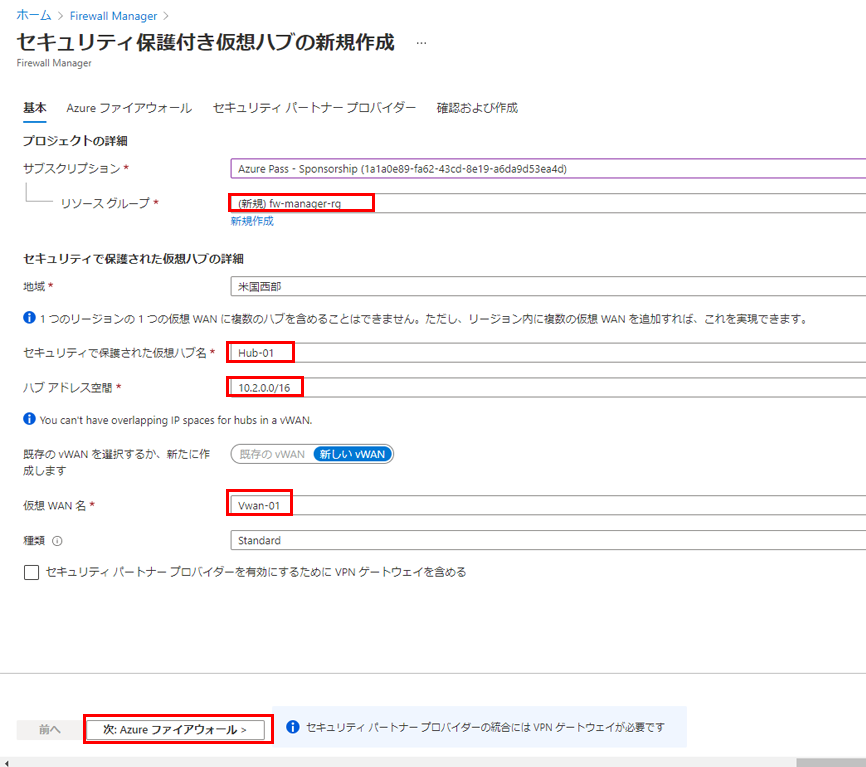 ホーム > Firewall Manager >
セキュリティ保護付き仮想ハブの新規作成 ...
Firewall Manager
基本 Azure ファイアウォール セキュリティ パートナー プロバイダー 確認および作成
プロジェクトの詳細
サブスクリプション * Azure Pass - Sponsorship (1a1a0e89-fa62-43cd-8e19-a6da9d53ea4d)
リソース グループ * (新規) fw-manager-rg
新規作成
セキュリティで保護された仮想ハブの詳細
地域 * 米国西部
1 つのリージョンの 1 つの仮想 WAN に複数のハブを含めることはできません。ただし、リージョン内に複数の仮想 WAN を追加すれば、これを実現できます。
セキュリティで保護された仮想ハブ名 * Hub-01
ハブ アドレス空間 * 10.2.0.0/16
You can't have overlapping IP spaces for hubs in a vWAN.
既存の vWAN を選択するか、新たに作 既存の vWAN 新しい vWAN
成します
仮想 WAN 名 * Vwan-01
種類 Standard
セキュリティ パートナー プロバイダーを有効にするために VPN ゲートウェイを含める
前へ 次: Azure ファイアウォール > セキュリティ パートナー プロバイダーの統合には VPN ゲートウェイが必要です